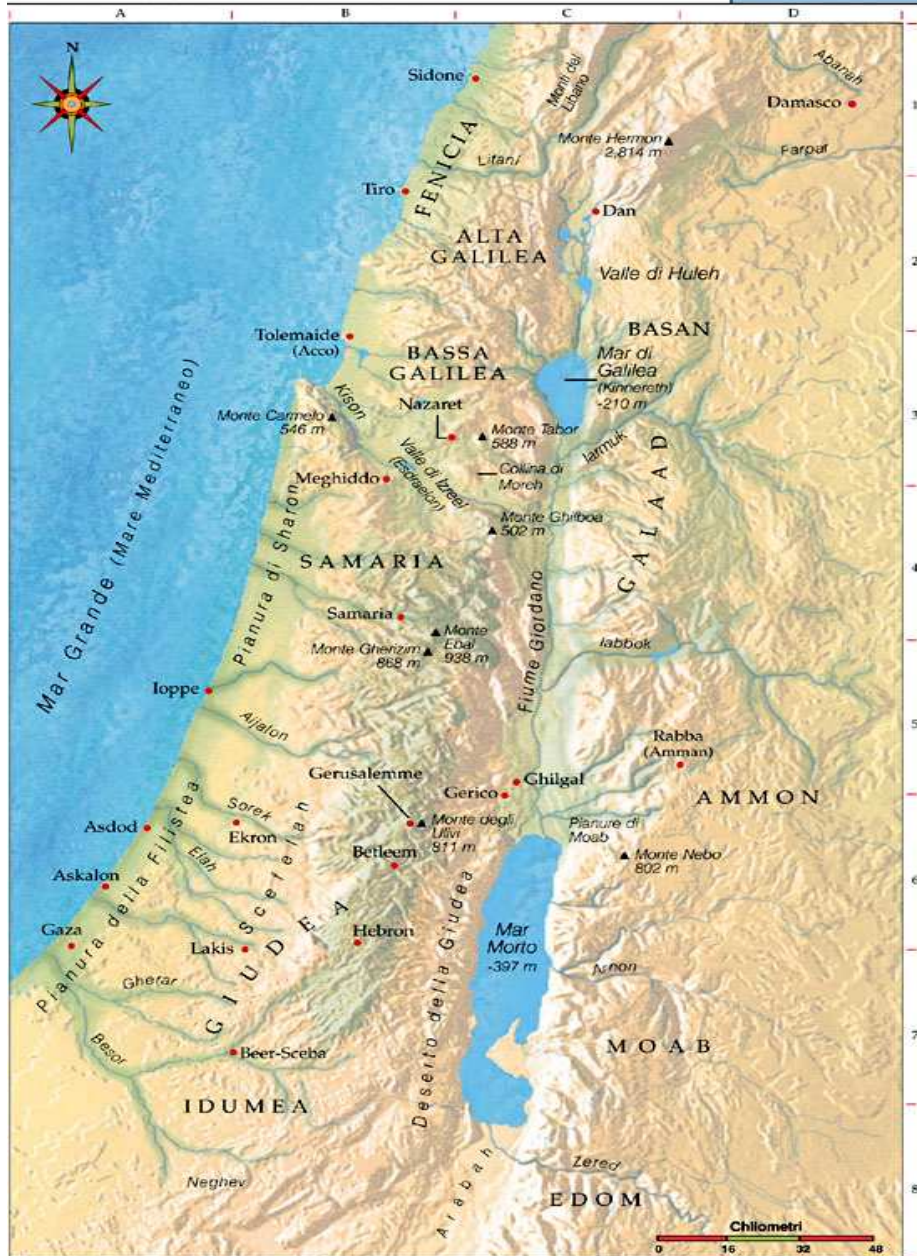 A B C D
N
Sidone
Monti del
Libano
Abanah
Damasco
1
Monte Hermon
2,814 m
FENICIA
Litani
Farpar
Tiro
Dan
ALTA
GALILEA
2
Valle di Huleh
Tolemaide
(Acco)
BASSA
GALILEA
BASAN
Mar di
Galilea
(Kinnereth)
-210 m
3
Kison
Nazaret
Monte Carmelo
546 m
Monte Tabor
588 m
Iarmuk
Valle di Izreel
(Esdraelon)
Collina di
Moreh
Meghiddo
Monte Ghilboa
502 m
GALAAD
Mar Grande (Mare Mediterraneo)
Pianura di Sharon
SAMARIA
4
Samaria
Monte
Ebal
938 m
Monte Gherizim
868 m
Fiume Giordano
Iabbok
Ioppe
Aijalon
5
Rabba
(Amman)
Gerusalemme
Ghilgal
Gerico
AMMON
Sorek
Asdod
Ekron
Monte degli
Ulivi
811 m
Pianure di
Moab
Elah
Betleem
Monte Nebo
802 m
6
Askalon
Pianura della Filistea
Scefelah
GIUDEA
Gaza
Lakis
Hebron
Mar
Morto
-397 m
Deserto della Giudea
Gherar
Arnon
Besor
Beer-Sceba
7
MOAB
IDUMEA
Neghev
Arabah
Zered
8
EDOM
Chilometri
0 16 32 48